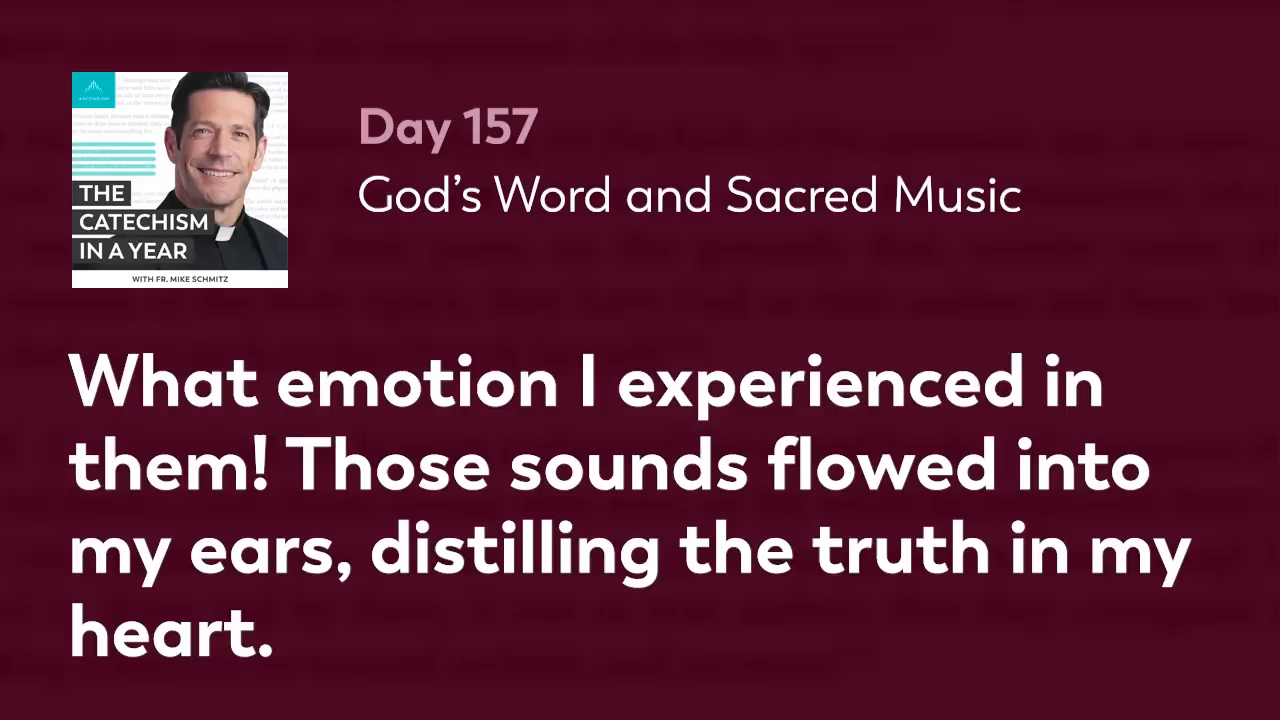 ASCENSION
THE
CATECHISM
IN A YEAR
WITH FR. MIKE SCHMITZ
Day 157
God’s Word and Sacred Music
What emotion I experienced in
them! Those sounds flowed into
my ears, distilling the truth in my
heart.